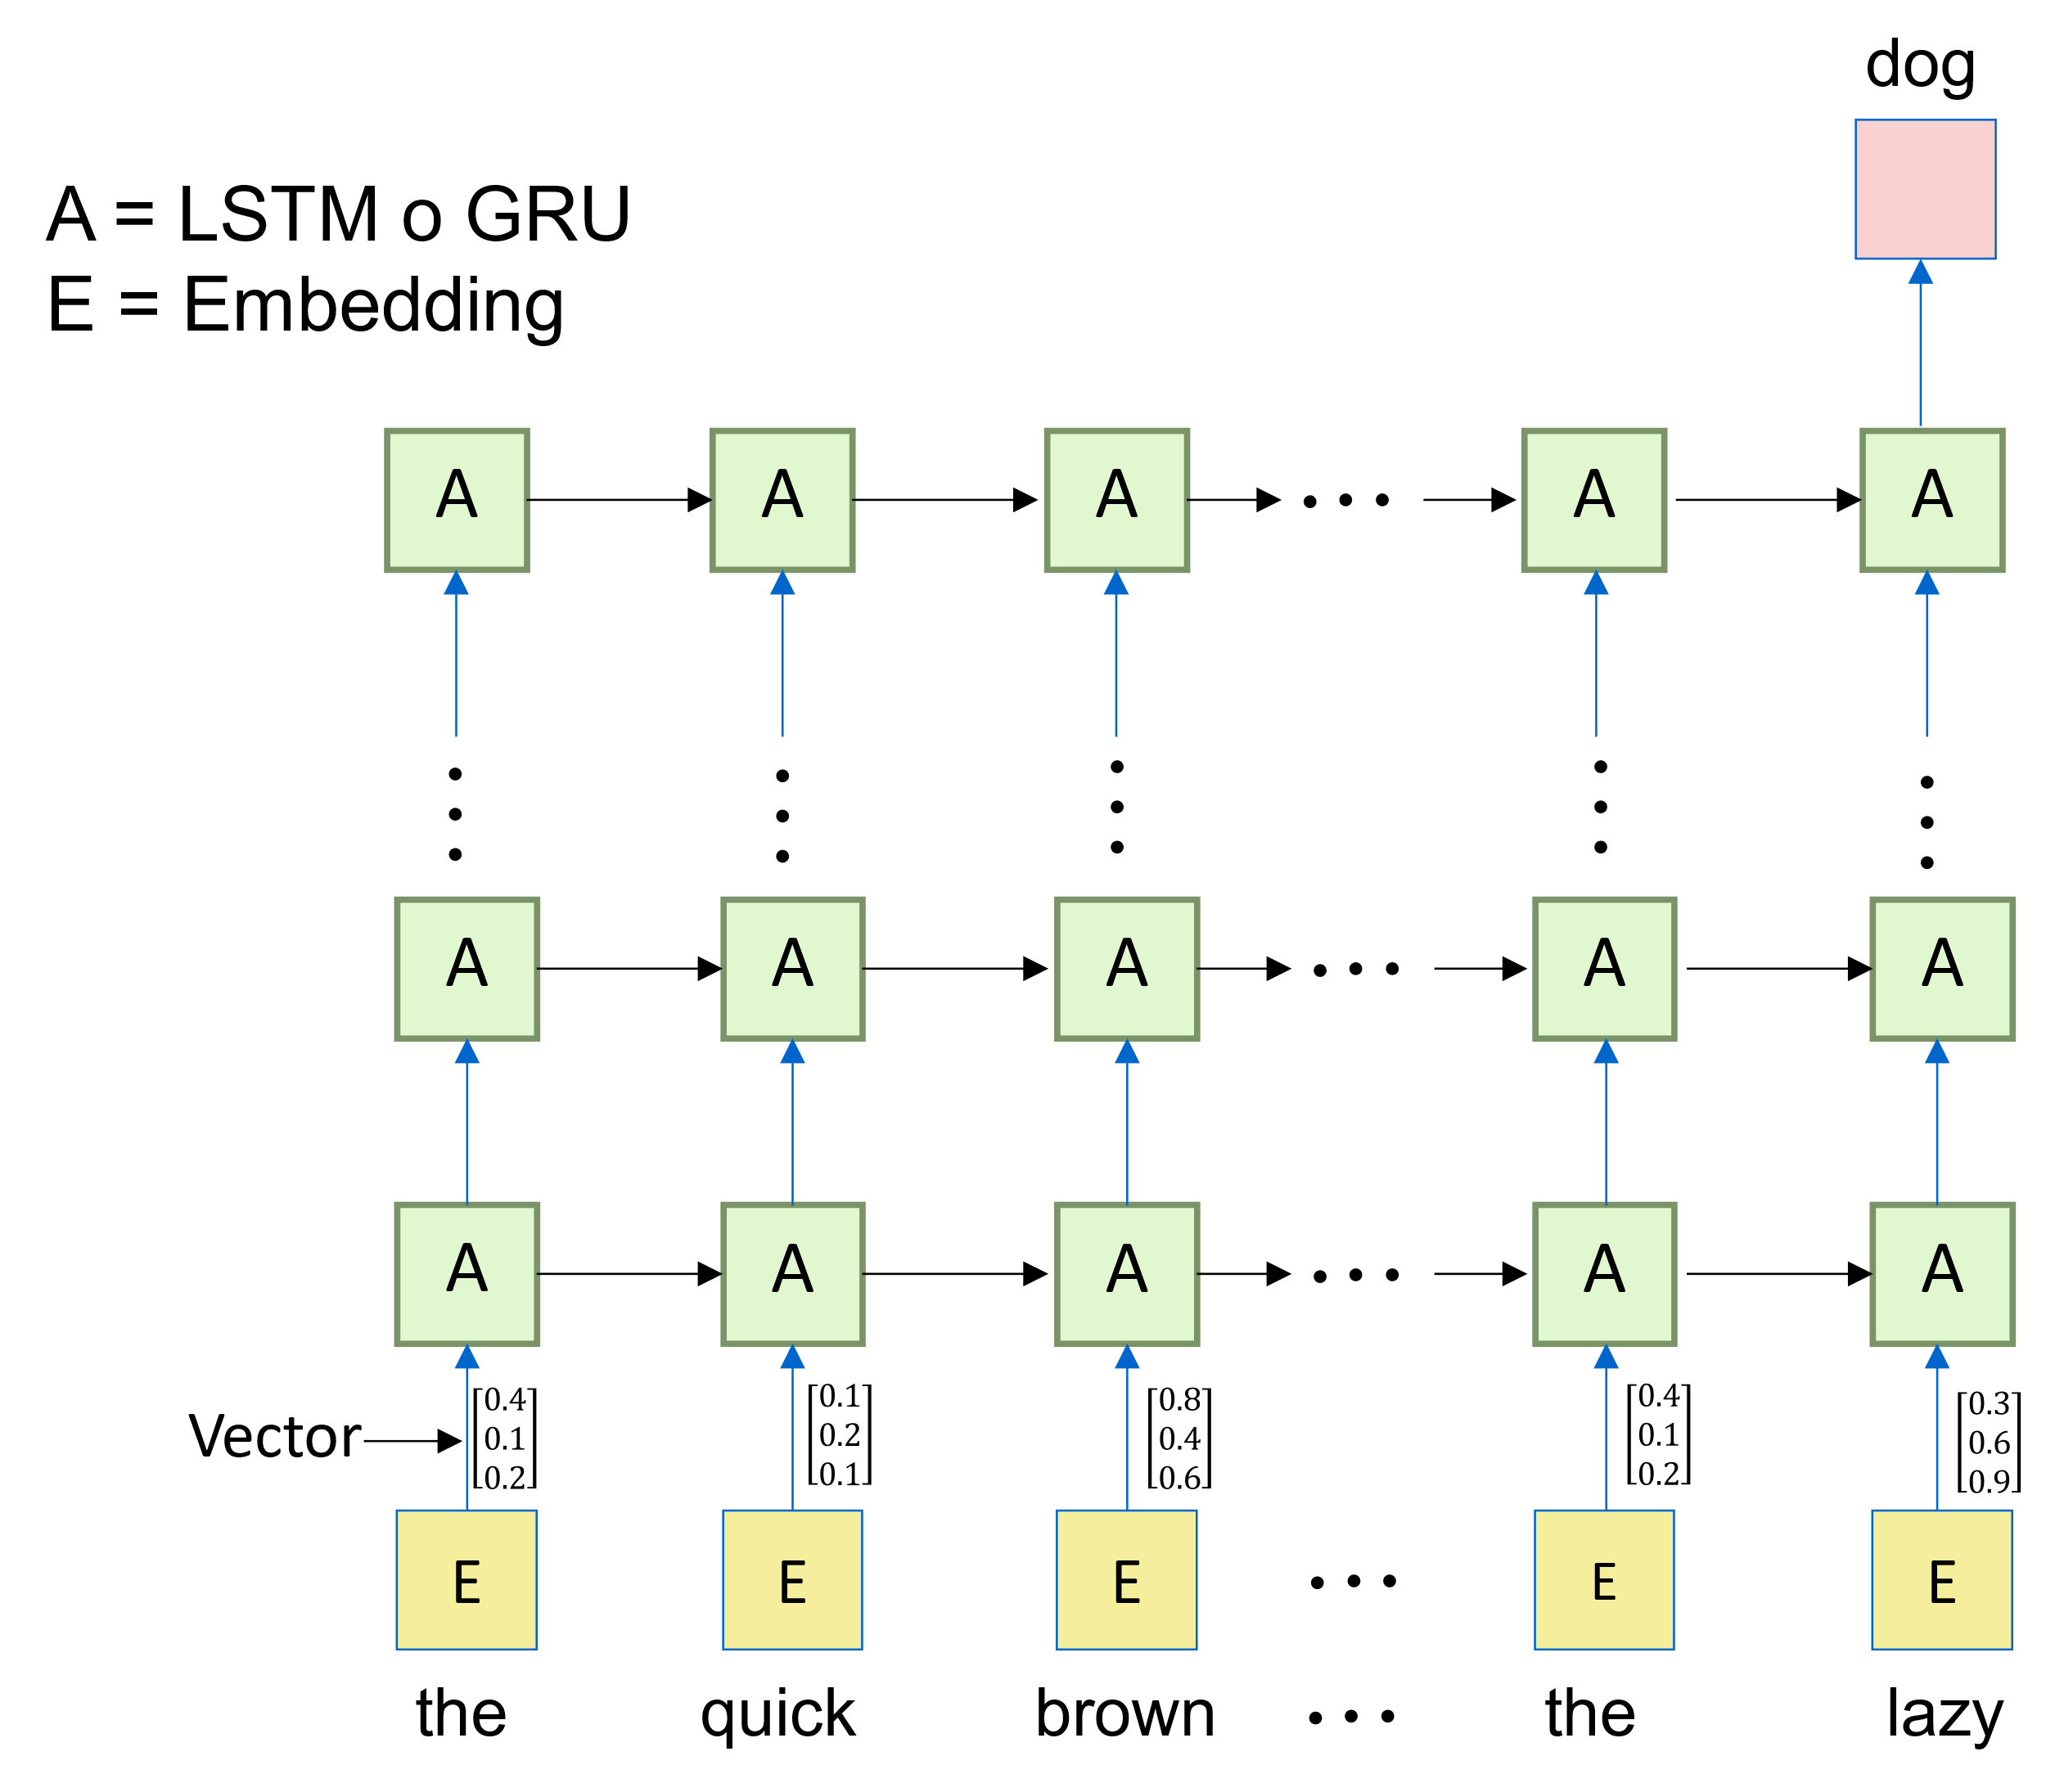 dog
A = LSTM o GRU
E = Embedding
A A A ... A A
A A A ... A A
A A A ... A A
Vector
[0.4 0.1 0.2] [0.1 0.2 0.1] [0.8 0.4 0.6] [0.4 0.1 0.2] [0.3 0.6 0.9]
E E E ... E E
the quick brown ... the lazy